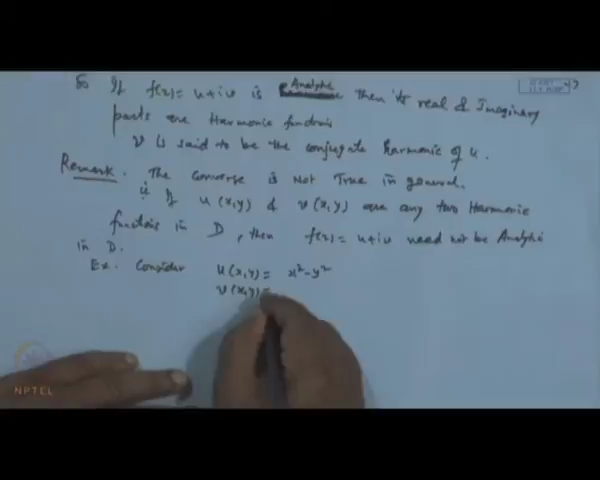 So If f(z) = u+iv is Analytic then its real & Imaginary
parts are Harmonic functions
v is said to be the conjugate Harmonic of u.
Remark. The Converse is Not True in general.
ie If u(x,y) & v(x,y) are any two Harmonic
functions in D, then f(z) = u+iv need not be Analytic
in D.
Ex. Consider u(x,y) = x²-y²
v(x,y) =
NPTEL